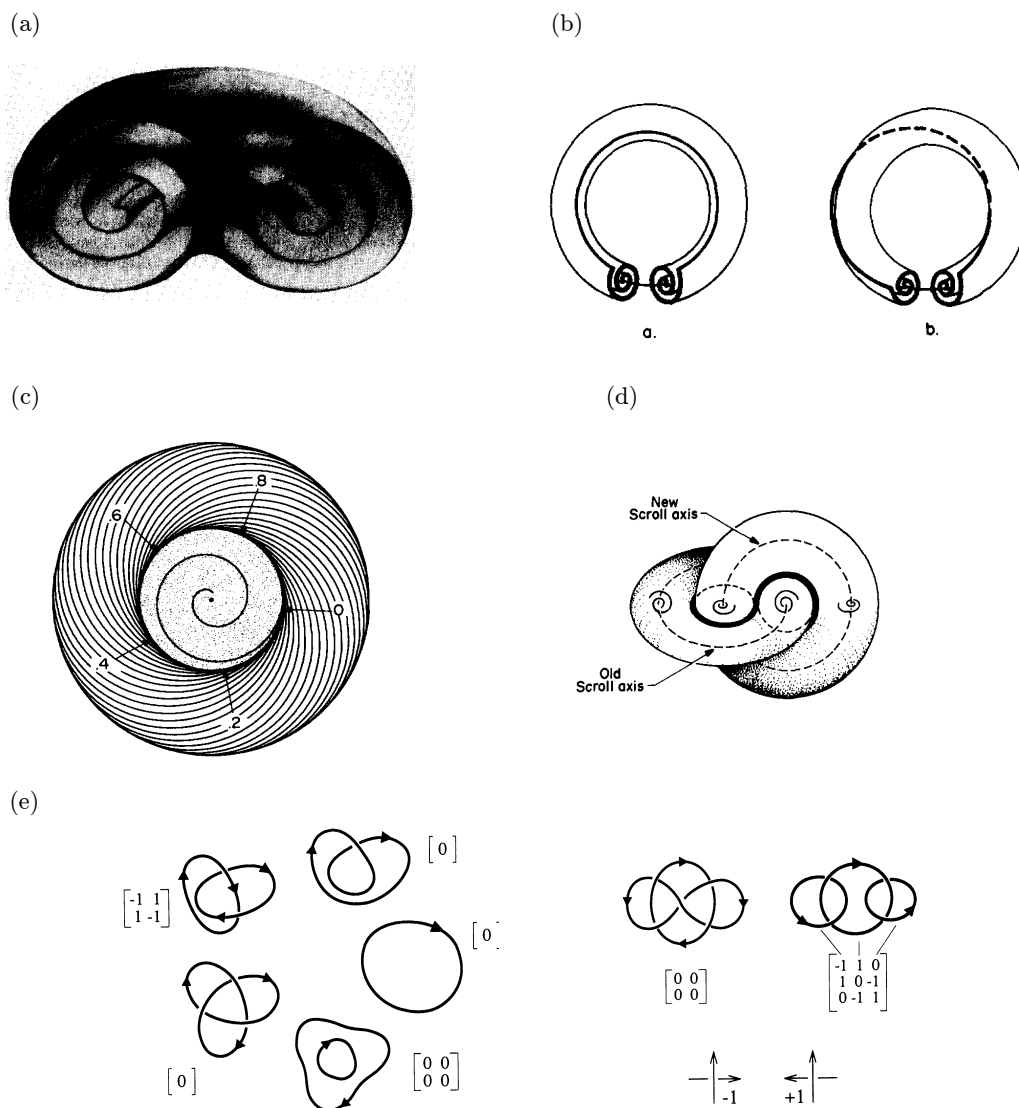 (a)
(b)
a.
b.
(c)
.8
.6
0
.4
.2
(d)
New
Scroll axis
Old
Scroll axis
(e)
[0]
[-1 1
1 -1]
[0]
[0]
[0 0
0 0]
[0 0
0 0]
[-1 1 0
1 0 -1
0 -1 1]
-1
+1